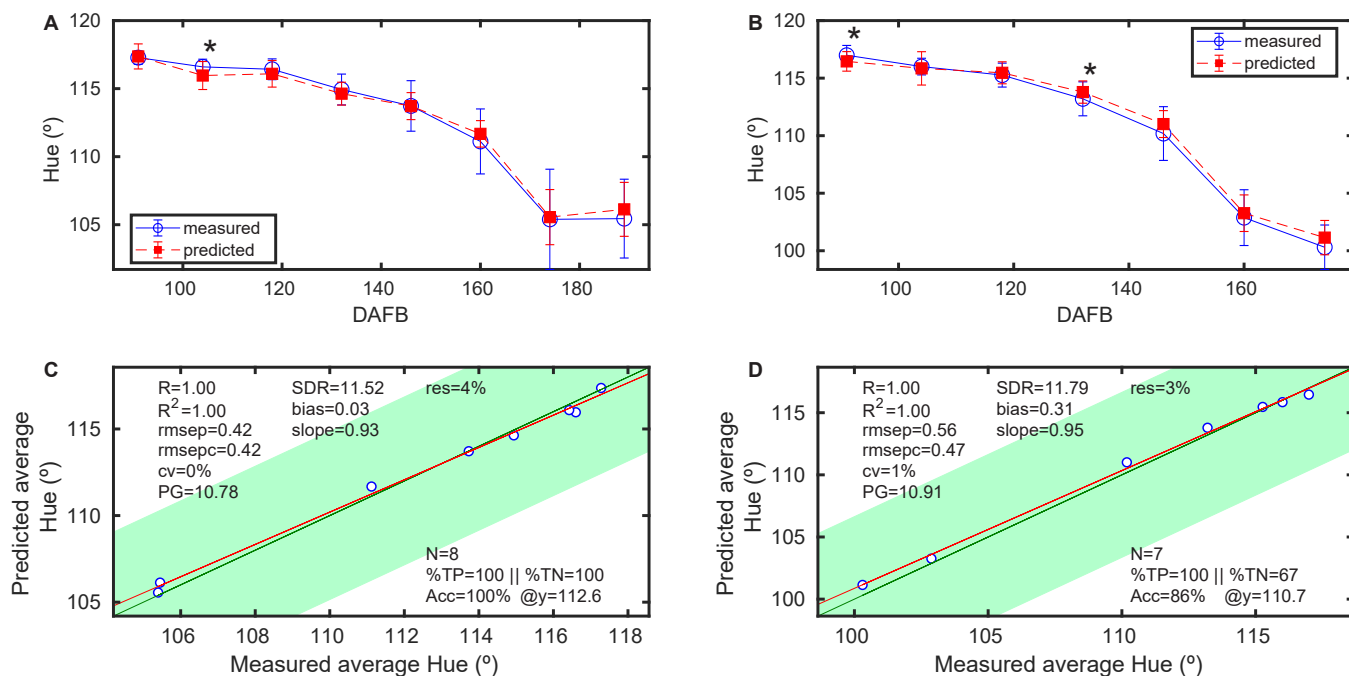 A
120
115
110
105
Hue (º)
*
measured
predicted
100
120
140
160
180
DAFB
B
120
115
110
105
100
Hue (º)
*
*
measured
predicted
100
120
140
160
DAFB
C
115
110
105
Predicted average
Hue (º)
R=1.00
R²=1.00
rmsep=0.42
rmsepc=0.42
cv=0%
PG=10.78
SDR=11.52
bias=0.03
slope=0.93
res=4%
N=8
%TP=100 || %TN=100
Acc=100% @y=112.6
106
108
110
112
114
116
118
Measured average Hue (º)
D
115
110
105
100
Predicted average
Hue (º)
R=1.00
R²=1.00
rmsep=0.56
rmsepc=0.47
cv=1%
PG=10.91
SDR=11.79
bias=0.31
slope=0.95
res=3%
N=7
%TP=100 || %TN=67
Acc=86% @y=110.7
100
105
110
115
Measured average Hue (º)